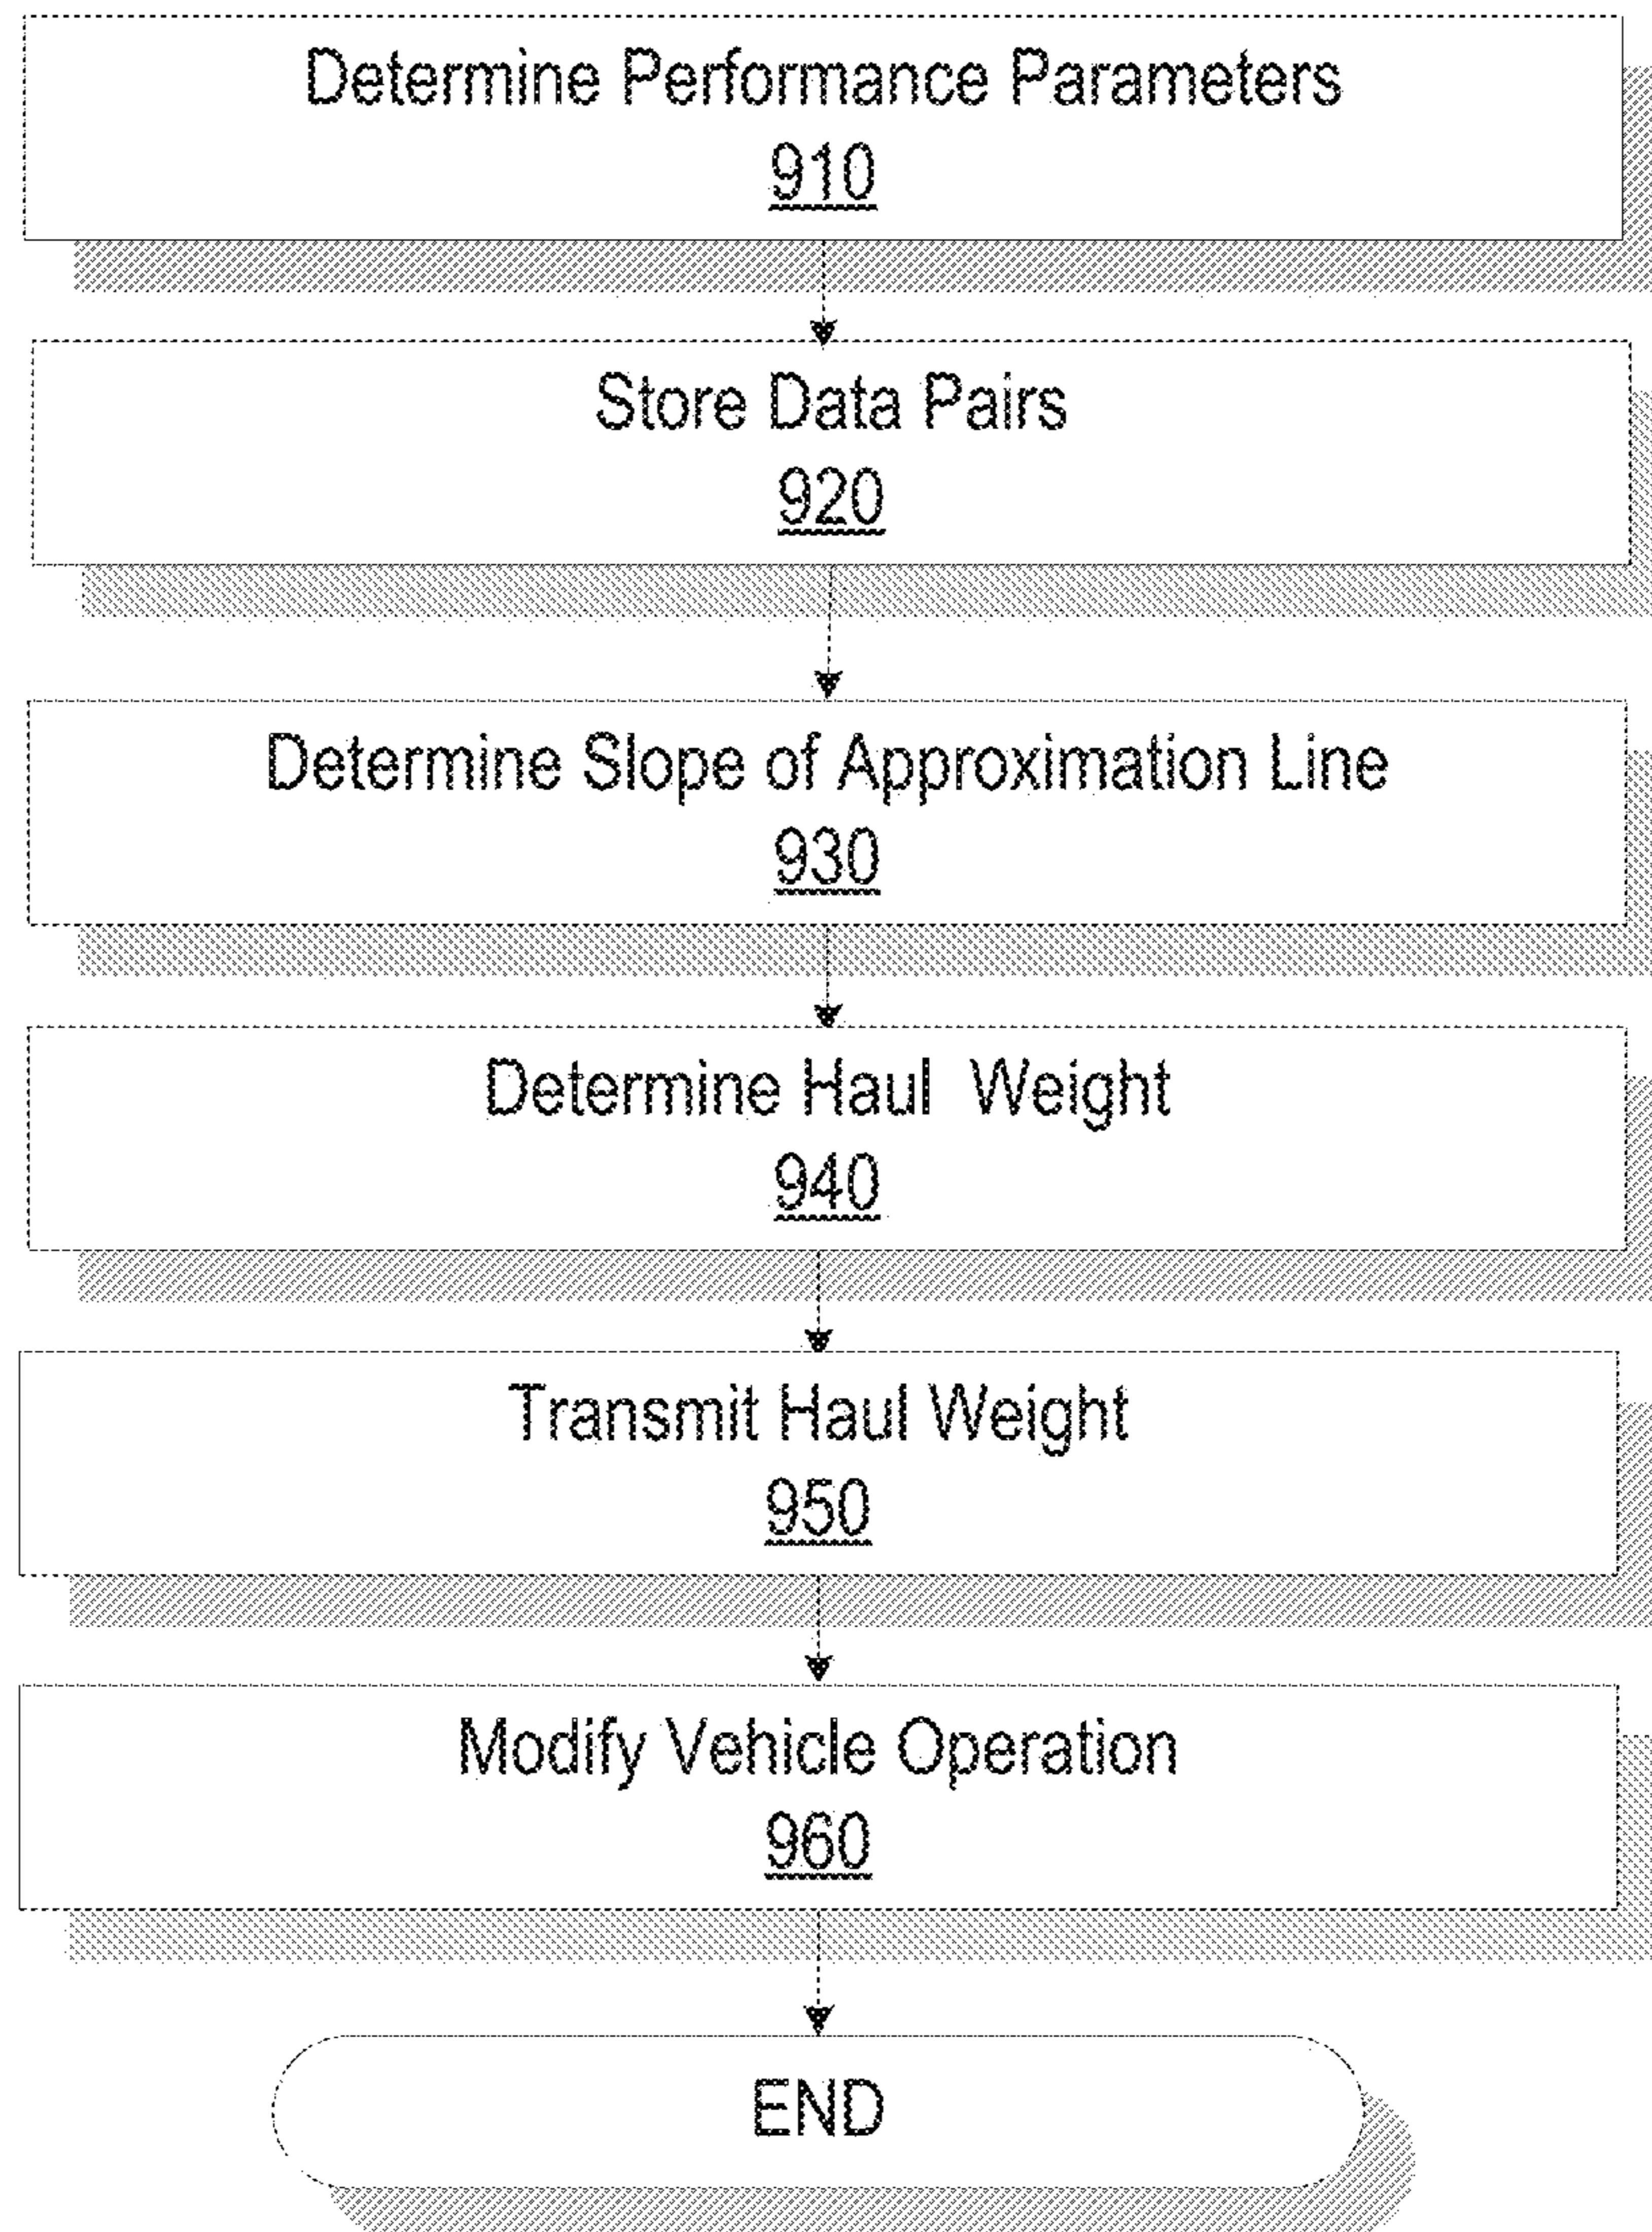 Determine Performance Parameters
910
Store Data Pairs
920
Determine Slope of Approximation Line
930
Determine Haul Weight
940
Transmit Haul Weight
950
Modify Vehicle Operation
960
END